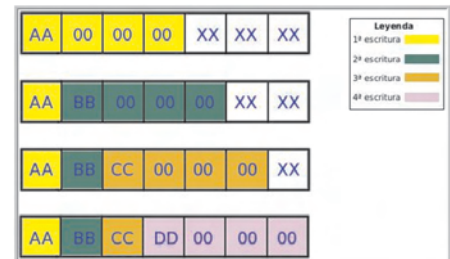 Leyenda
1ª escritura
2ª escritura
3ª escritura
4ª escritura
AA 00 00 00 XX XX XX
AA BB 00 00 00 XX XX
AA BB CC 00 00 00 XX
AA BB CC DD 00 00 00